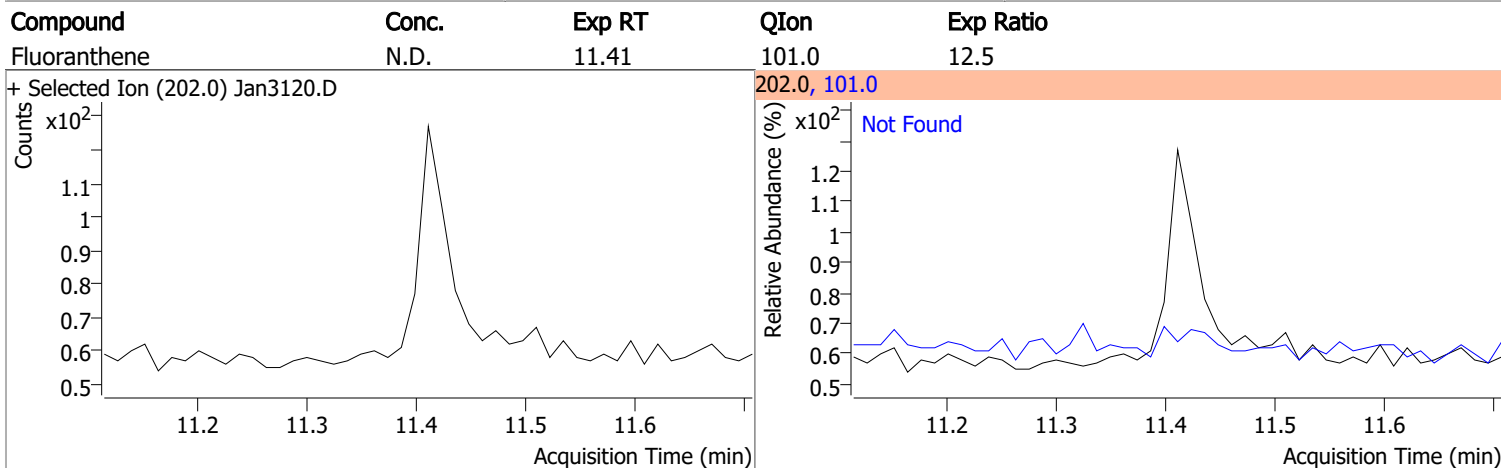 Compound Conc. Exp RT QIon Exp Ratio
Fluoranthene N.D. 11.41 101.0 12.5
+ Selected Ion (202.0) Jan3120.D
Counts
x10²
1.1
1
0.9
0.8
0.7
0.6
0.5
11.2 11.3 11.4 11.5 11.6
Acquisition Time (min)
202.0, 101.0
Relative Abundance (%)
x10²
Not Found
1.2
1.1
1
0.9
0.8
0.7
0.6
0.5
11.2 11.3 11.4 11.5 11.6
Acquisition Time (min)